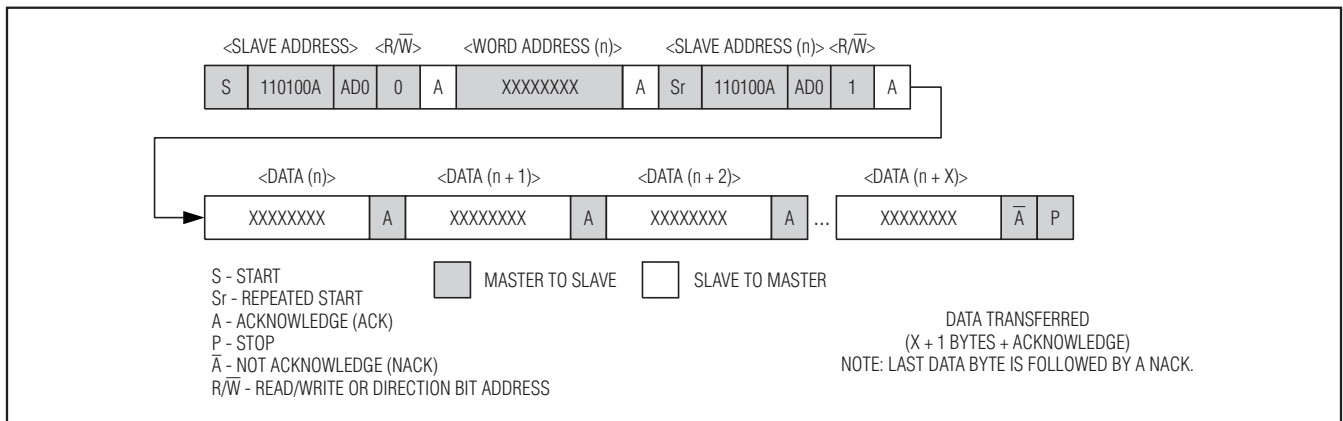 <SLAVE ADDRESS> <R/W̅> <WORD ADDRESS (n)> <SLAVE ADDRESS (n)> <R/W̅>
S 110100A AD0 0 A XXXXXXXX A Sr 110100A AD0 1 A
<DATA (n)> <DATA (n + 1)> <DATA (n + 2)> <DATA (n + X)>
XXXXXXXX A XXXXXXXX A XXXXXXXX A ... XXXXXXXX A̅ P
S - START
Sr - REPEATED START
A - ACKNOWLEDGE (ACK)
P - STOP
A̅ - NOT ACKNOWLEDGE (NACK)
R/W̅ - READ/WRITE OR DIRECTION BIT ADDRESS
MASTER TO SLAVE SLAVE TO MASTER
DATA TRANSFERRED
(X + 1 BYTES + ACKNOWLEDGE)
NOTE: LAST DATA BYTE IS FOLLOWED BY A NACK.